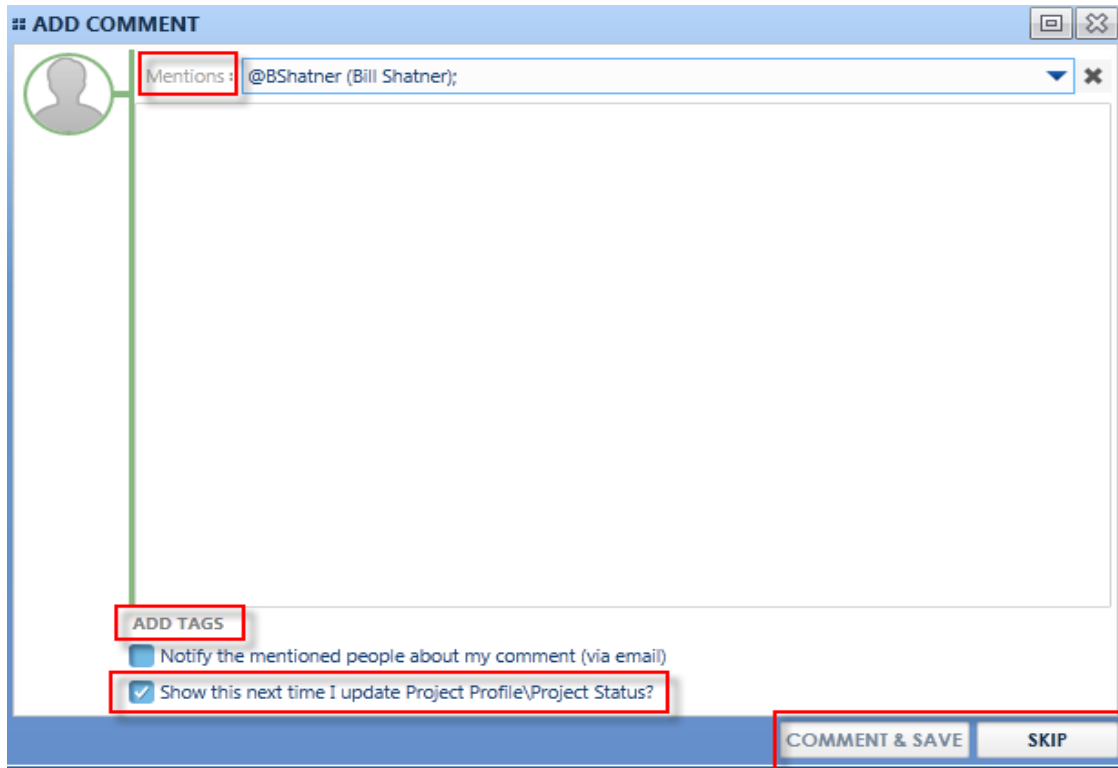 ADD COMMENT
Mentions : @BShatner (Bill Shatner);
ADD TAGS
Notify the mentioned people about my comment (via email)
Show this next time I update Project Profile\Project Status?
COMMENT & SAVE SKIP